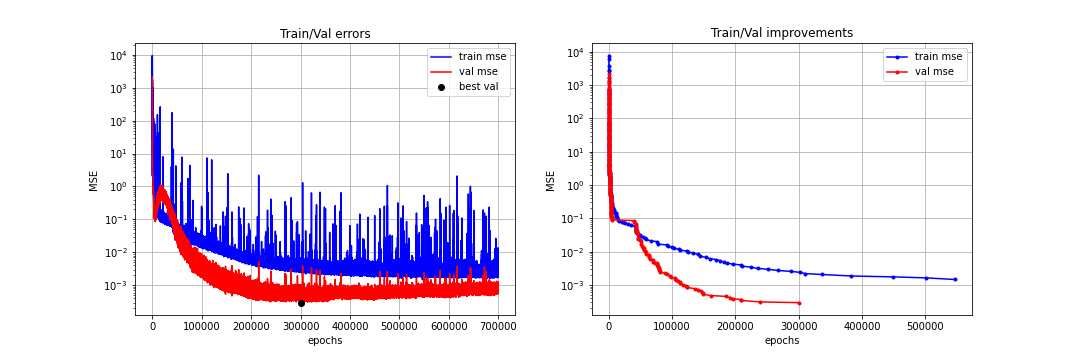 Train/Val errors
train mse
val mse
best val
MSE
10⁴
10³
10²
10¹
10⁰
10⁻¹
10⁻²
10⁻³
0 100000 200000 300000 400000 500000 600000 700000
epochs
Train/Val improvements
train mse
val mse
MSE
10⁴
10³
10²
10¹
10⁰
10⁻¹
10⁻²
10⁻³
0 100000 200000 300000 400000 500000
epochs